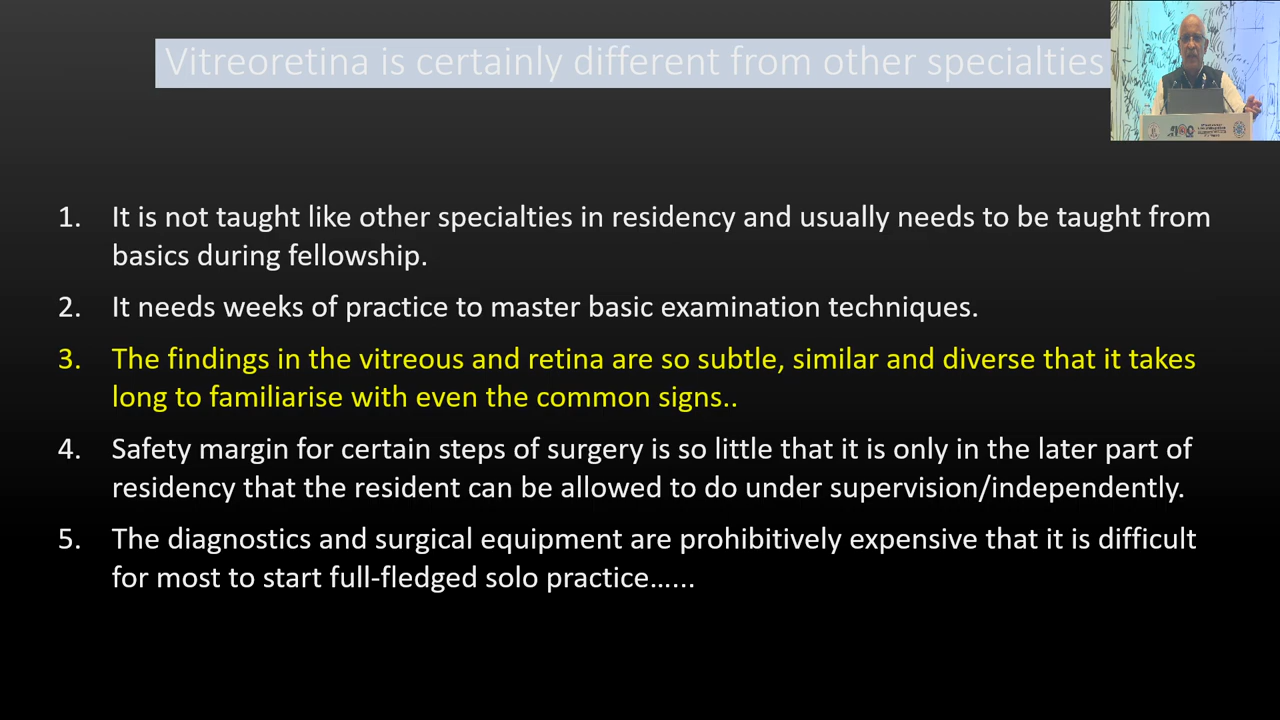 Vitreoretina is certainly different from other specialties
1. It is not taught like other specialties in residency and usually needs to be taught from
basics during fellowship.
2. It needs weeks of practice to master basic examination techniques.
3. The findings in the vitreous and retina are so subtle, similar and diverse that it takes
long to familiarise with even the common signs..
4. Safety margin for certain steps of surgery is so little that it is only in the later part of
residency that the resident can be allowed to do under supervision/independently.
5. The diagnostics and surgical equipment are prohibitively expensive that it is difficult
for most to start full-fledged solo practice......